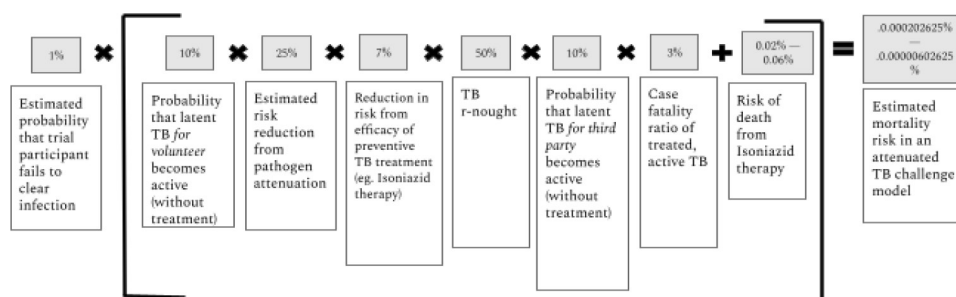 1%
Estimated
probability
that trial
participant
fails to
clear
infection
10%
Probability
that latent
TB for
volunteer
becomes
active
(without
treatment)
25%
Estimated
risk
reduction
from
pathogen
attenuation
7%
Reduction in
risk from
efficacy of
preventive
TB treatment
(eg. Isoniazid
therapy)
50%
TB
r-nought
10%
Probability
that latent
TB for third
party
becomes
active
(without
treatment)
3%
Case
fatality
ratio of
treated,
active TB
0.02% —
0.06%
Risk of
death
from
Isoniazid
therapy
.0.000202625%
—
.0.00000602625
%
Estimated
mortality
risk in an
attenuated
TB challenge
model